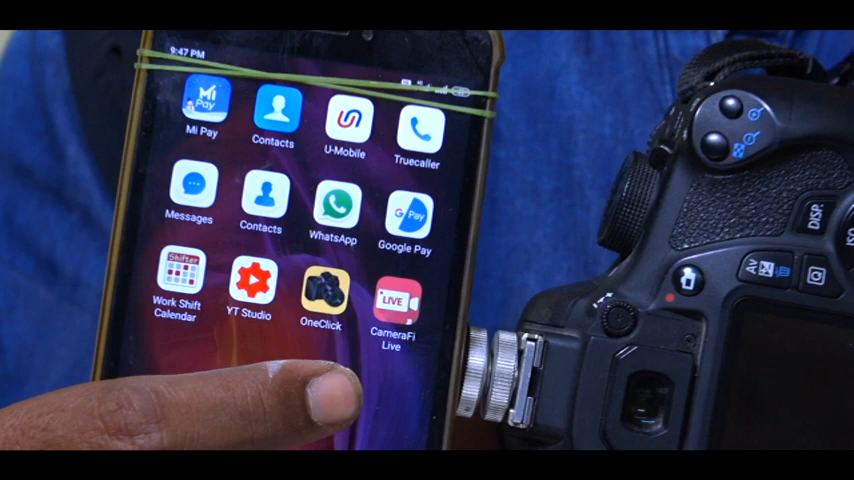 9:47 PM
Mi
Pay
Mi Pay
Contacts
U-Mobile
Truecaller
Messages
Contacts
WhatsApp
G Pay
Google Pay
Shifter
Work Shift
Calendar
YT Studio
OneClick
LIVE
CameraFi
Live
DISP.
ISO
AV
Q